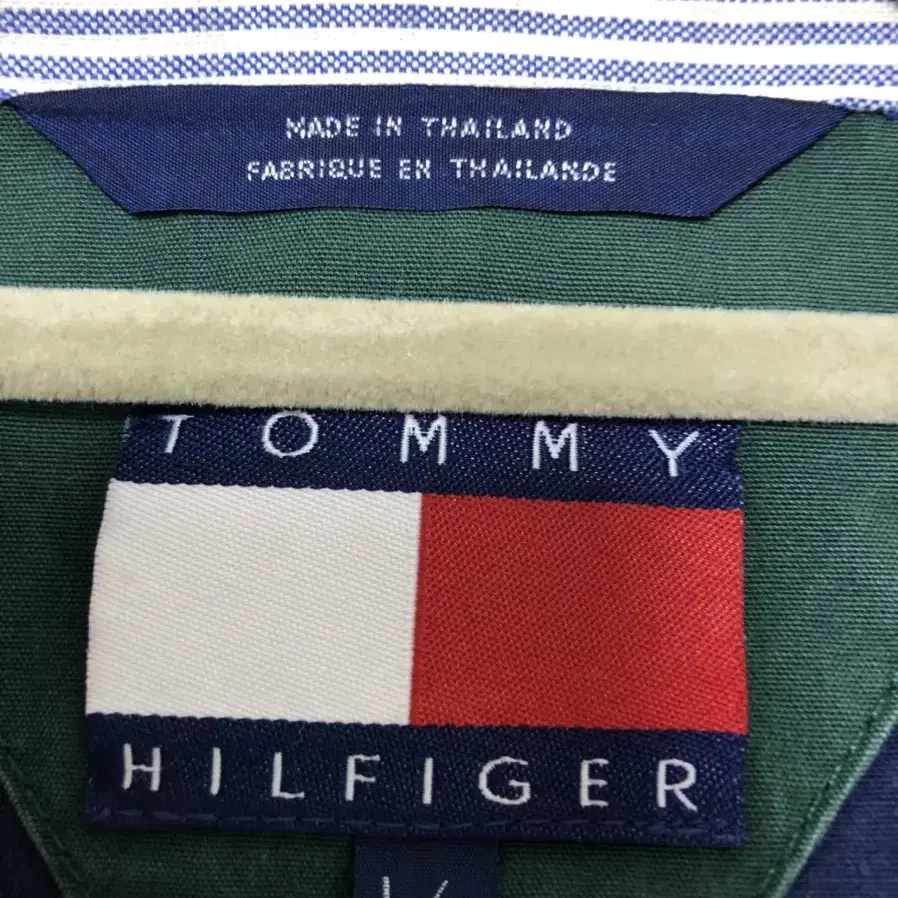 MADE IN THAILAND
FABRIQUE EN THAILANDE
TOMMY
HILFIGER